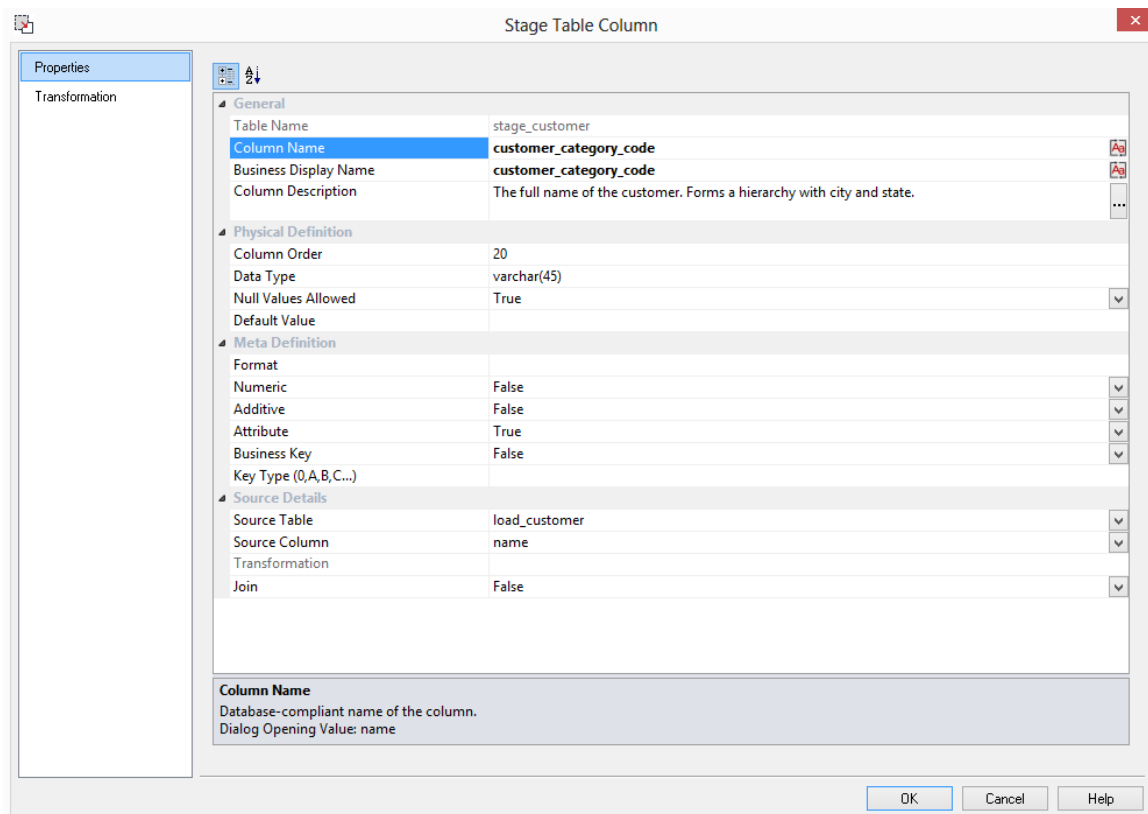 Stage Table Column
Properties
Transformation
General
Table Name stage_customer
Column Name customer_category_code
Business Display Name customer_category_code
Column Description The full name of the customer. Forms a hierarchy with city and state.
...
Physical Definition
Column Order 20
Data Type varchar(45)
Null Values Allowed True
Default Value
Meta Definition
Format
Numeric False
Additive False
Attribute True
Business Key False
Key Type (0,A,B,C...)
Source Details
Source Table load_customer
Source Column name
Transformation
Join False
Column Name
Database-compliant name of the column.
Dialog Opening Value: name
OK Cancel Help